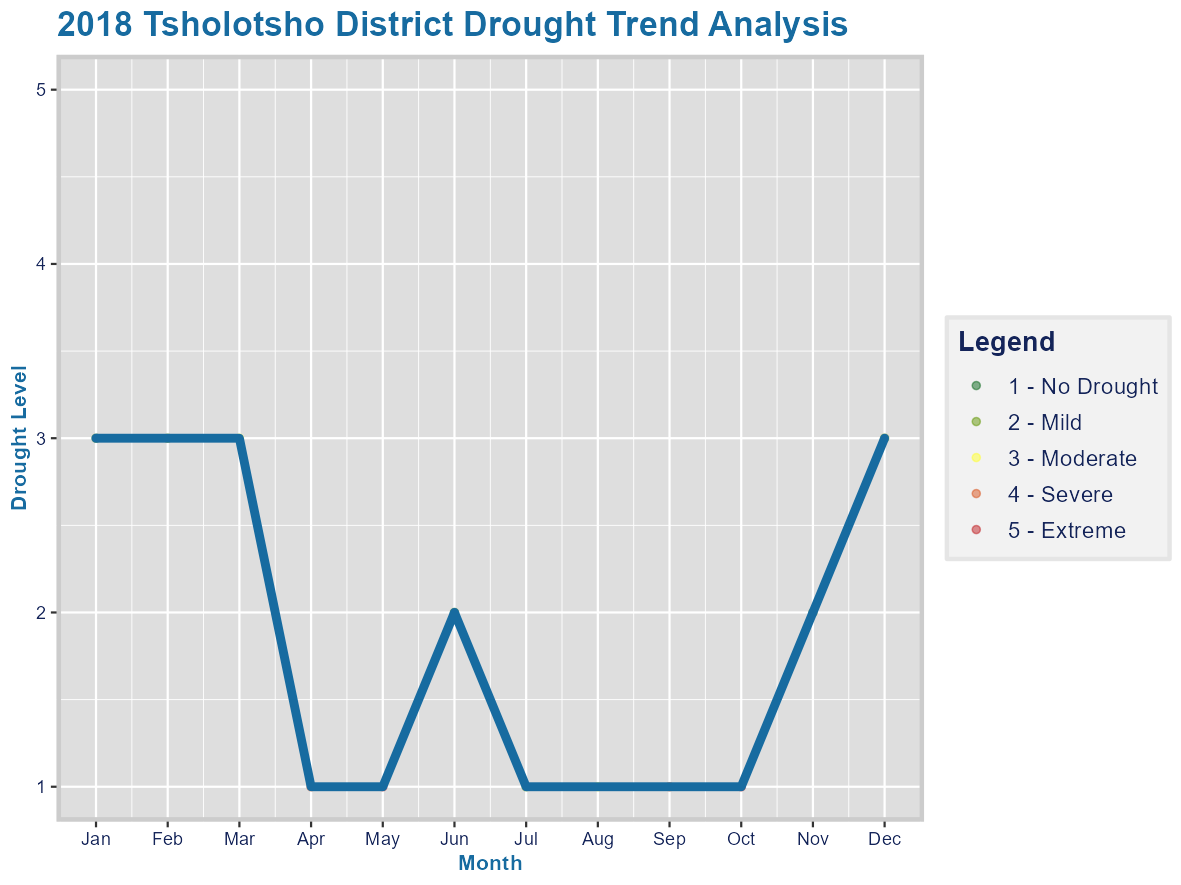 2018 Tsholotsho District Drought Trend Analysis
5
4
3
2
1
Drought Level
Jan Feb Mar Apr May Jun Jul Aug Sep Oct Nov Dec
Month
Legend
1 - No Drought
2 - Mild
3 - Moderate
4 - Severe
5 - Extreme